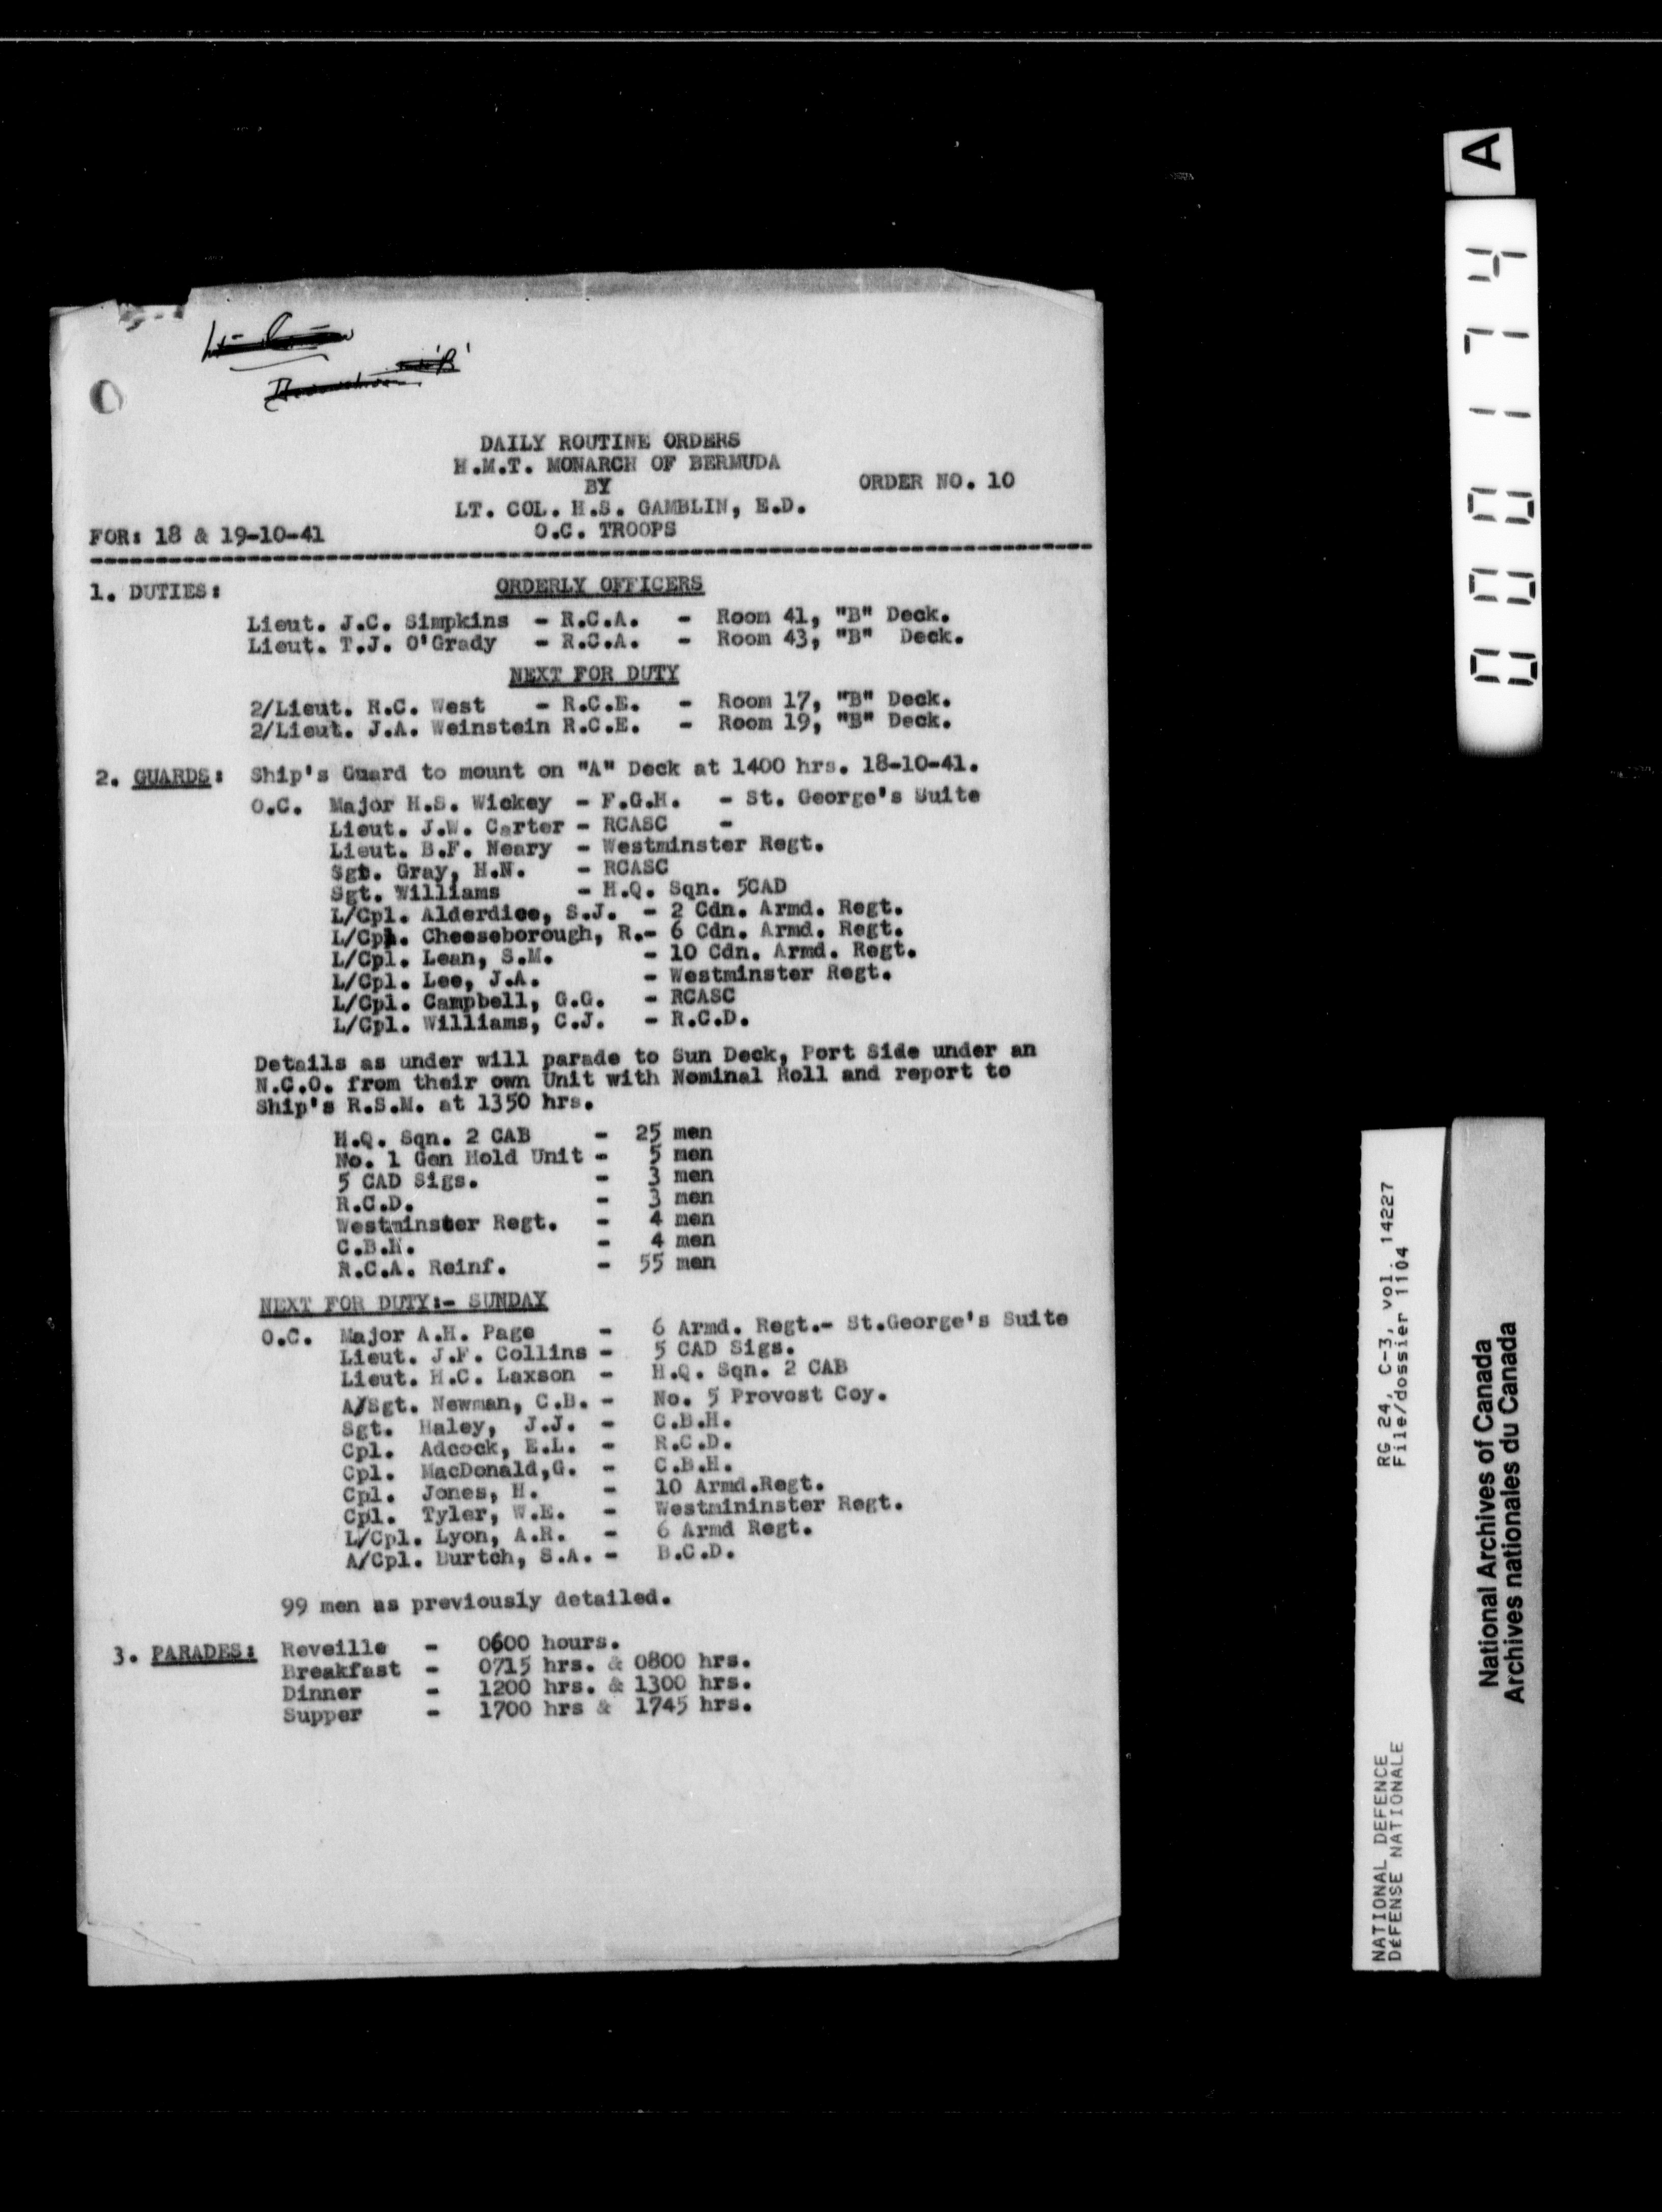 DAILY ROUTINE ORDERS
H.M.T. MONARCH OF BERMUDA
BY
ORDER NO. 10
LT. COL. H.S. GAMBLIN, E.D.
FOR: 18 & 19-10-41
O.C. TROOPS
1. DUTIES:
ORDERLY OFFICERS
Lieut. J.C. Simpkins - R.C.A. - Room 41, "B" Deck.
Lieut. T.J. O'Grady - R.C.A. - Room 43, "B" Deck.
NEXT FOR DUTY
2/Lieut. R.C. West - R.C.E. - Room 17, "B" Deck.
2/Lieut. J.A. Weinstein R.C.E. - Room 19, "B" Deck.
2. GUARDS: Ship's Guard to mount on "A" Deck at 1400 hrs. 18-10-41.
O.C. Major H.S. Wickey - F.G.H. - St. George's Suite
Lieut. J.W. Carter - RCASC -
Lieut. B.F. Neary - Westminster Regt.
Sgt. Gray, H.N. - RCASC
Sgt. Williams - H.Q. Sqn. 5CAD
L/Cpl. Alderdice, S.J. - 2 Cdn. Armd. Regt.
L/Cpl. Cheeseborough, R.- 6 Cdn. Armd. Regt.
L/Cpl. Lean, S.M. - 10 Cdn. Armd. Regt.
L/Cpl. Lee, J.A. - Westminster Regt.
L/Cpl. Campbell, G.G. - RCASC
L/Cpl. Williams, C.J. - R.C.D.
Details as under will parade to Sun Deck, Port Side under an
N.C.O. from their own Unit with Nominal Roll and report to
Ship's R.S.M. at 1350 hrs.
H.Q. Sqn. 2 CAB - 25 men
No. 1 Gen Hold Unit - 5 men
5 CAD Sigs. - 3 men
R.C.D. - 3 men
Westminster Regt. - 4 men
C.B.H. - 4 men
R.C.A. Reinf. - 55 men
NEXT FOR DUTY:- SUNDAY
O.C. Major A.H. Page - 6 Armd. Regt.- St.George's Suite
Lieut. J.F. Collins - 5 CAD Sigs.
Lieut. H.C. Laxson - H.Q. Sqn. 2 CAB
A/Sgt. Newman, C.B. - No. 5 Provost Coy.
Sgt. Haley, J.J. - C.B.H.
Cpl. Adcock, E.L. - R.C.D.
Cpl. MacDonald,G. - C.B.H.
Cpl. Jones, H. - 10 Armd.Regt.
Cpl. Tyler, W.E. - Westmininster Regt.
L/Cpl. Lyon, A.R. - 6 Armd Regt.
A/Cpl. Burtch, S.A. - B.C.D.
99 men as previously detailed.
3. PARADES: Reveille - 0600 hours.
Breakfast - 0715 hrs. & 0800 hrs.
Dinner - 1200 hrs. & 1300 hrs.
Supper - 1700 hrs & 1745 hrs.
A
0000174
RG 24, C-3, vol. 14227
File/dossier 1104
NATIONAL DEFENCE
DÉFENSE NATIONALE
National Archives of Canada
Archives nationales du Canada